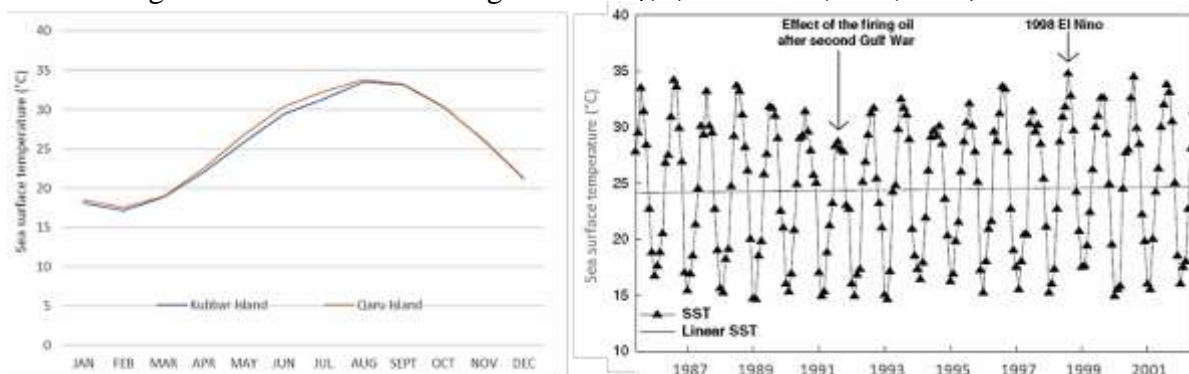 Sea surface temperature (°C)
40
35
30
25
20
15
10
5
0
Kubbar Island
Qaru Island
JAN FEB MAR APR MAY JUN JUL AUG SEPT OCT NOV DEC
Sea surface temperature (°C)
40
35
30
25
20
15
10
Effect of the firing oil
after second Gulf War
1998 El Nino
SST
Linear SST
1987 1989 1991 1993 1995 1997 1999 2001